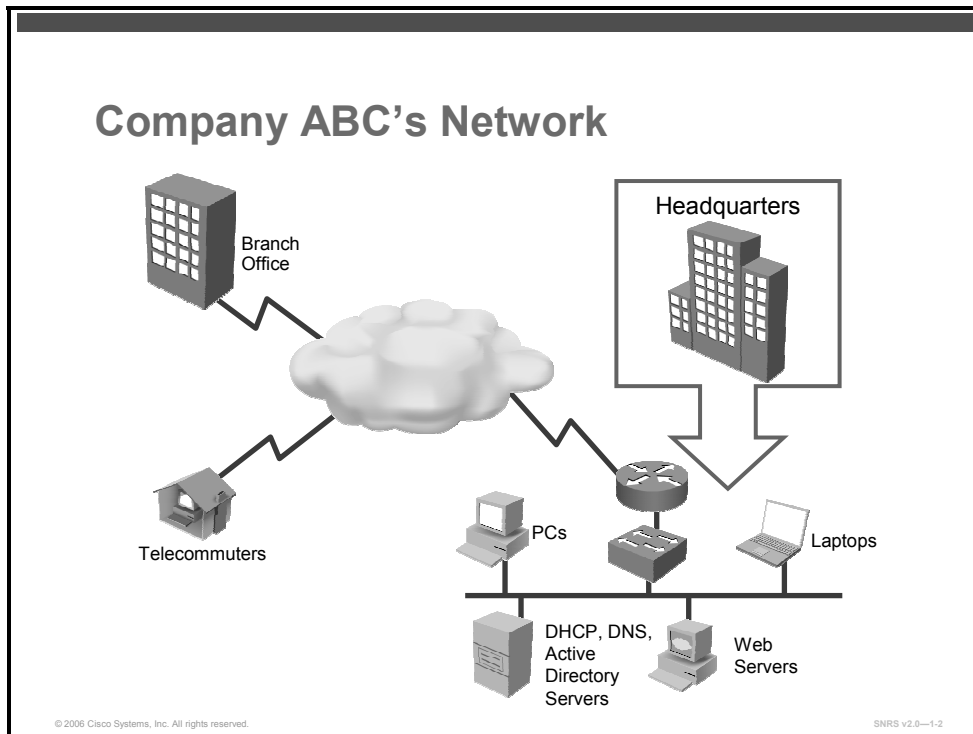 Company ABC’s Network
Branch
Office
Headquarters
Telecommuters
PCs
Laptops
DHCP, DNS,
Active
Directory
Servers
Web
Servers
© 2006 Cisco Systems, Inc. All rights reserved.
SNRS v2.0—1-2